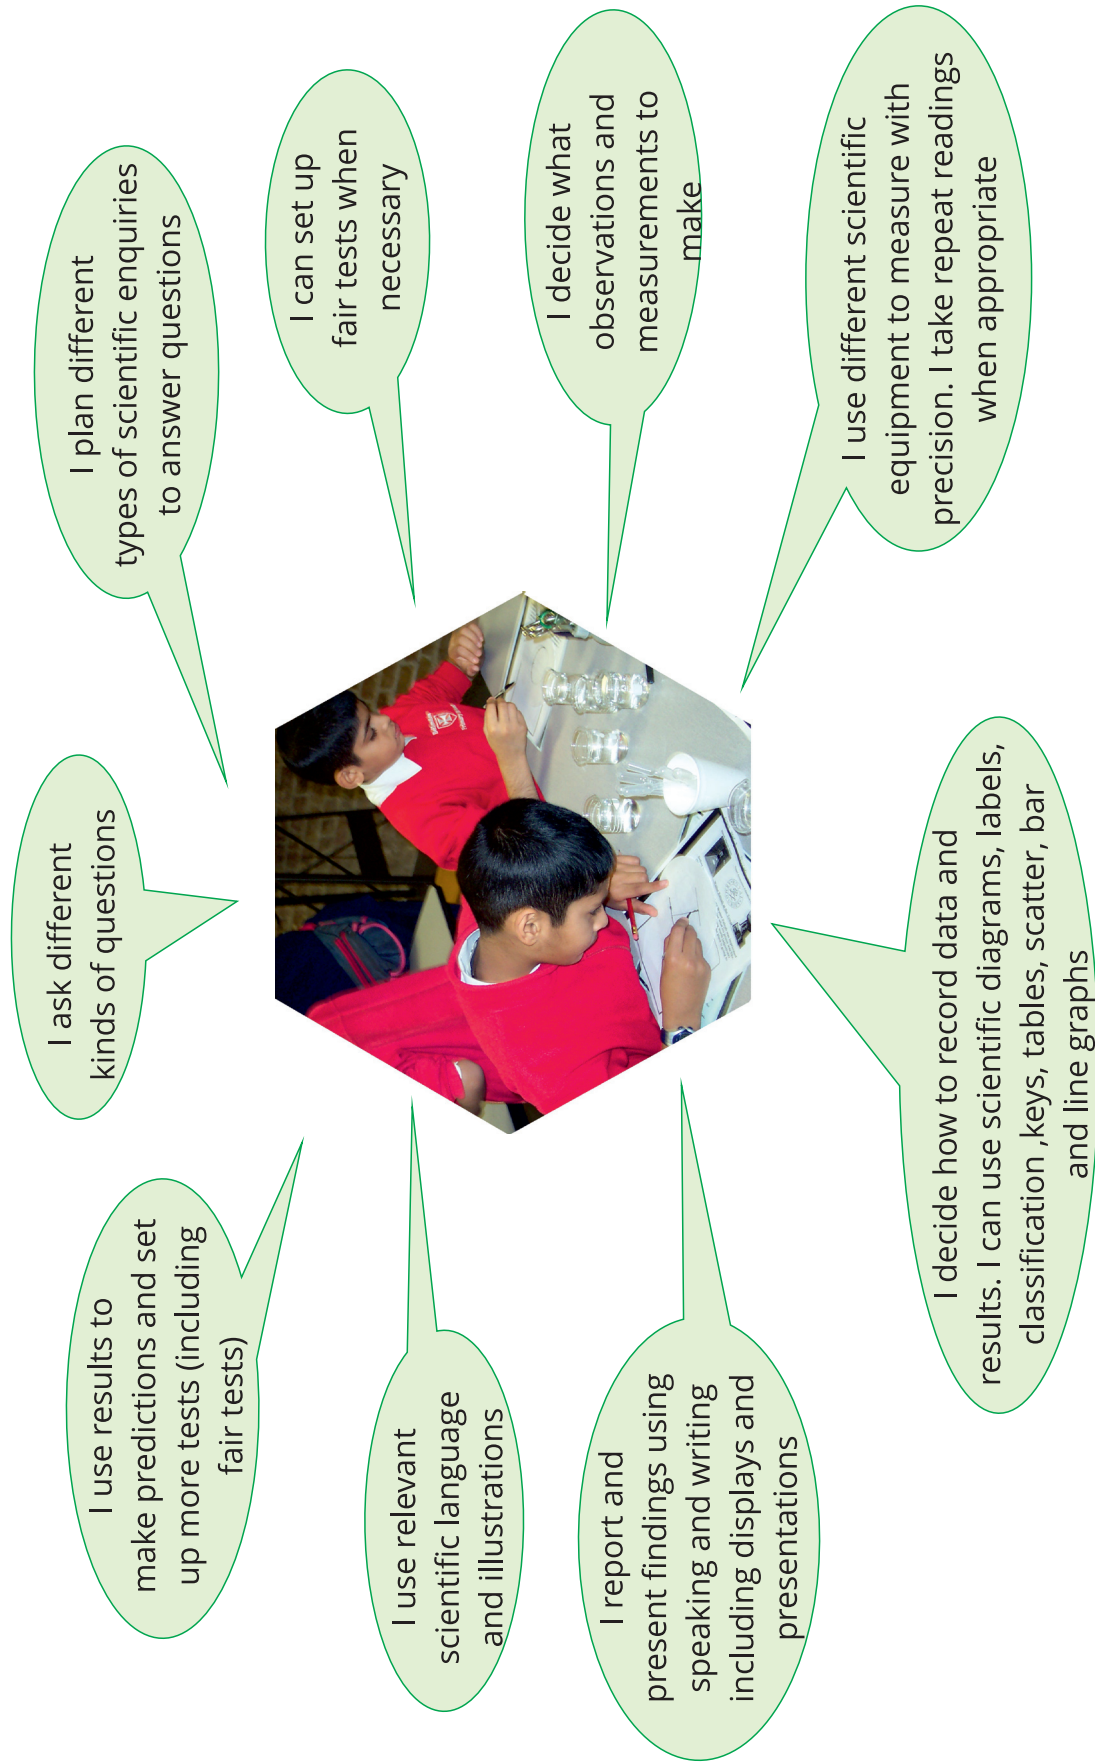 I ask different
kinds of questions
I plan different
types of scientific enquiries
to answer questions
I can set up
fair tests when
necessary
I decide what
observations and
measurements to
make
I use different scientific
equipment to measure with
precision. I take repeat readings
when appropriate
I decide how to record data and
results. I can use scientific diagrams, labels,
classification ,keys, tables, scatter, bar
and line graphs
I report and
present findings using
speaking and writing
including displays and
presentations
I use relevant
scientific language
and illustrations
I use results to
make predictions and set
up more tests (including
fair tests)